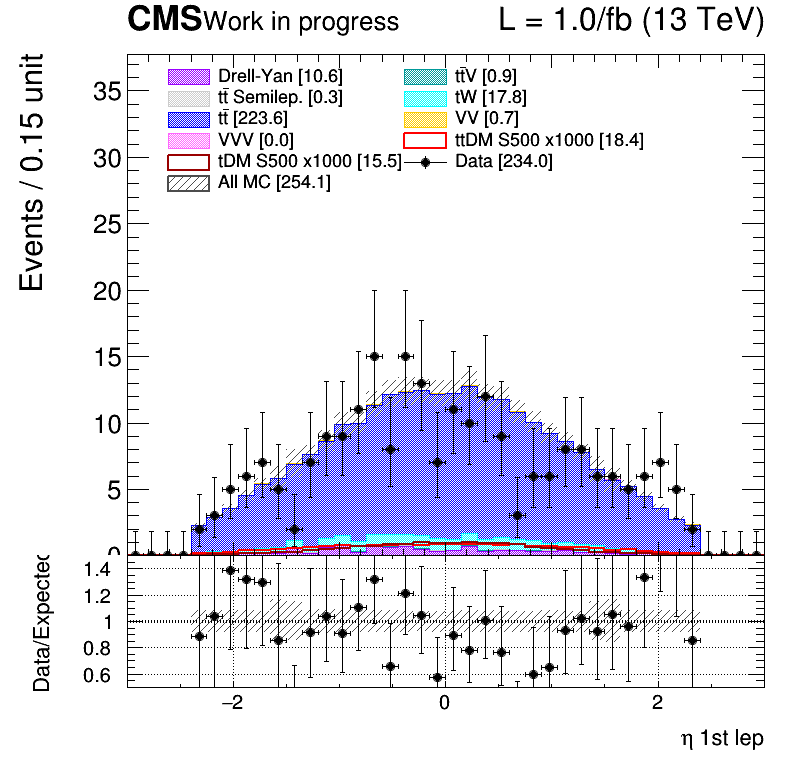 CMS Work in progress L = 1.0/fb (13 TeV)
Events / 0.15 unit
Drell-Yan [10.6] tt̄V [0.9]
tt̄ Semilep. [0.3] tW [17.8]
tt̄ [223.6] VV [0.7]
VVV [0.0] ttDM S500 x1000 [18.4]
tDM S500 x1000 [15.5] Data [234.0]
All MC [254.1]
35
30
25
20
15
10
5
0
Data/Expected
1.4
1.2
1
0.8
0.6
−2 0 2
η 1st lep